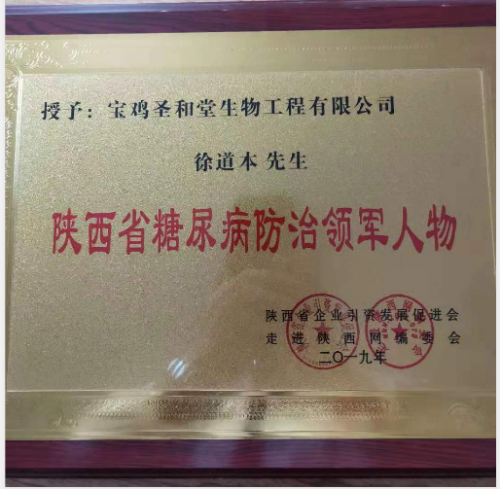 授予：宝鸡圣和堂生物工程有限公司
徐道本 先生
陕西省糖尿病防治领军人物
陕西省企业引资发展促进会
走进陕西网编委会
二〇一九年